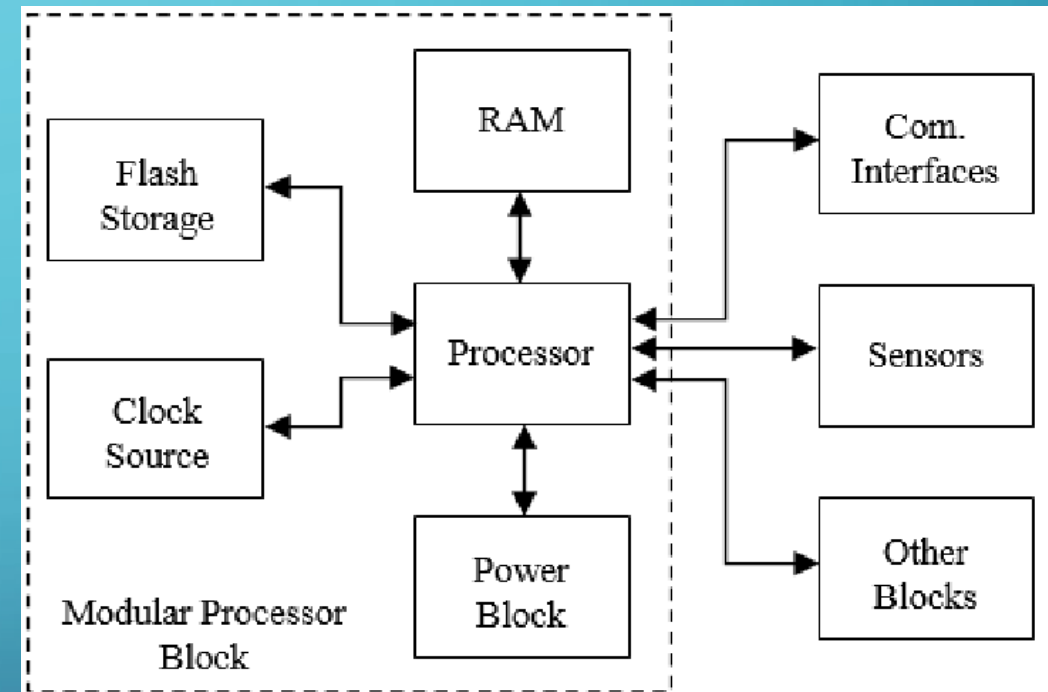 RAM
Flash
Storage
Com.
Interfaces
Processor
Sensors
Clock
Source
Power
Block
Other
Blocks
Modular Processor
Block